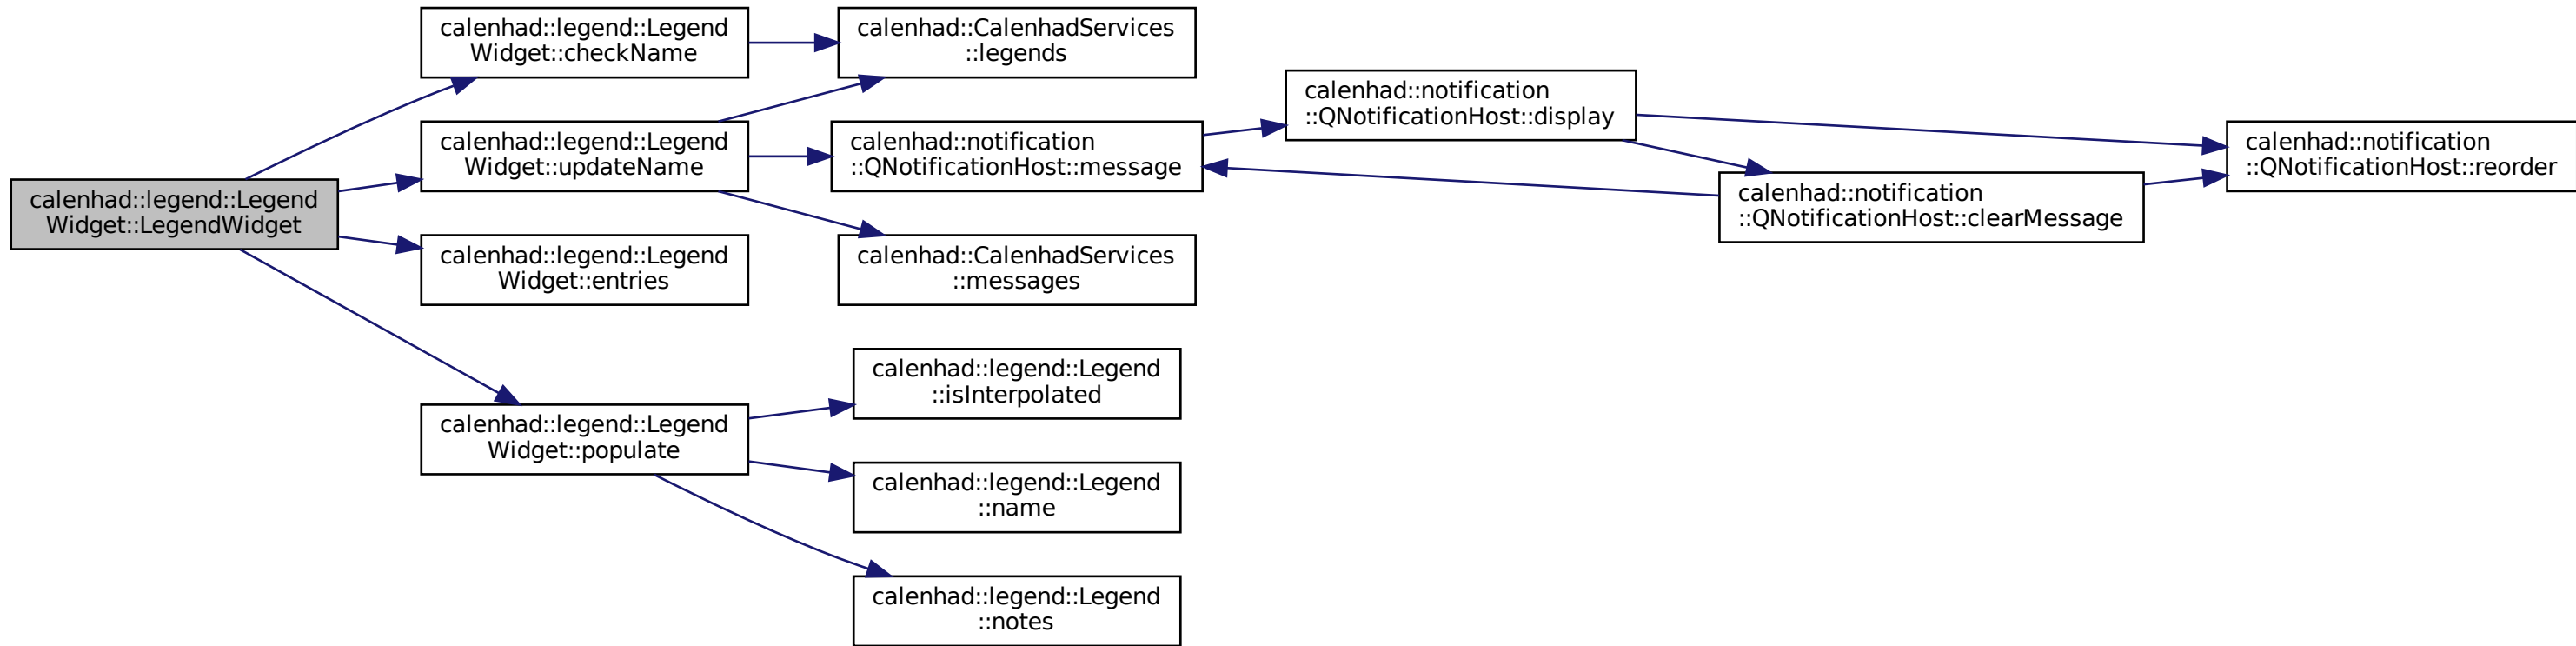 calenhad::legend::Legend
Widget::LegendWidget
calenhad::legend::Legend
Widget::checkName
calenhad::legend::Legend
Widget::updateName
calenhad::legend::Legend
Widget::entries
calenhad::legend::Legend
Widget::populate
calenhad::CalenhadServices
::legends
calenhad::notification
::QNotificationHost::message
calenhad::CalenhadServices
::messages
calenhad::legend::Legend
::isInterpolated
calenhad::legend::Legend
::name
calenhad::legend::Legend
::notes
calenhad::notification
::QNotificationHost::display
calenhad::notification
::QNotificationHost::clearMessage
calenhad::notification
::QNotificationHost::reorder